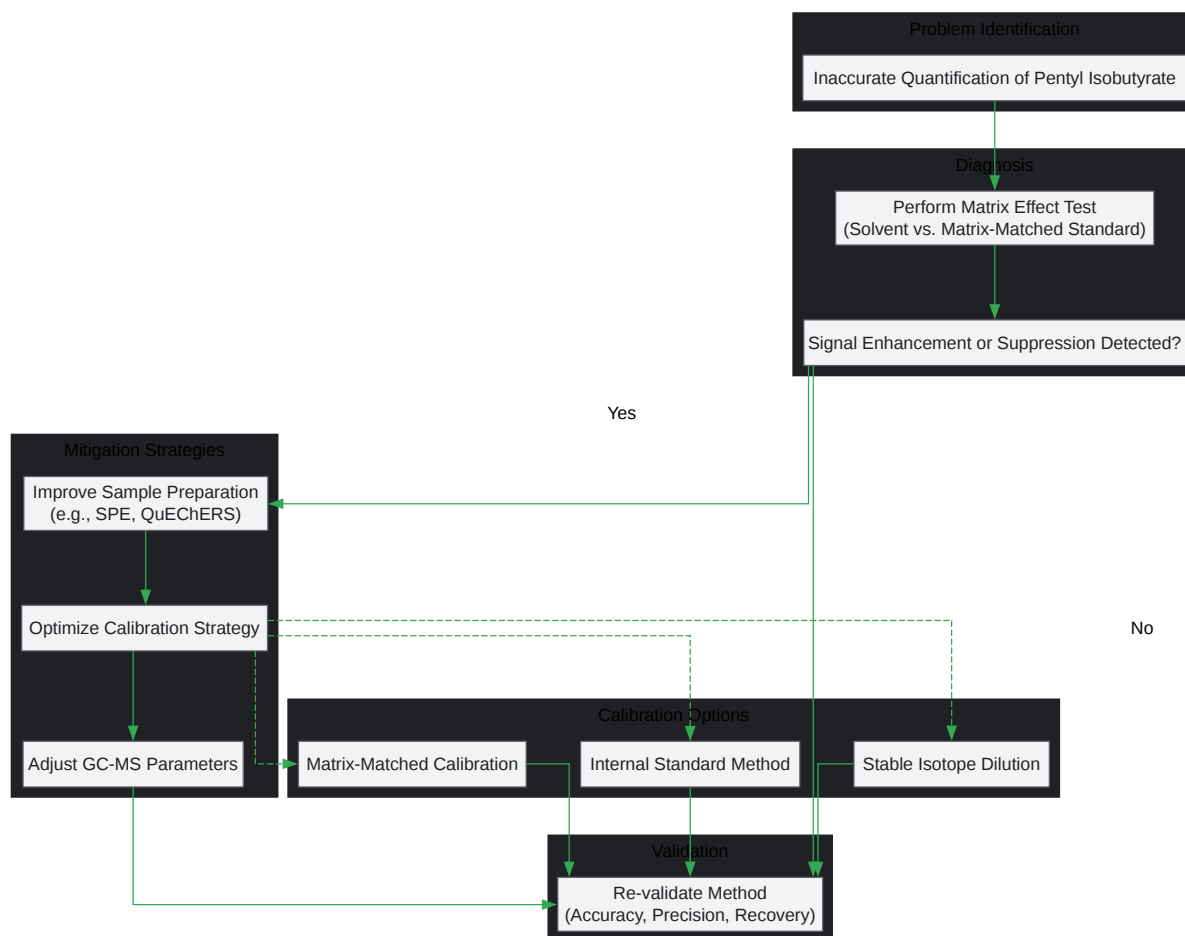 Problem Identification
Inaccurate Quantification of Pentyl Isobutyrate
Diagnosis
Perform Matrix Effect Test
(Solvent vs. Matrix-Matched Standard)
Signal Enhancement or Suppression Detected?
Yes
Mitigation Strategies
Improve Sample Preparation
(e.g., SPE, QuEChERS)
Optimize Calibration Strategy
No
Calibration Options
Adjust GC-MS Parameters
Matrix-Matched Calibration
Internal Standard Method
Stable Isotope Dilution
Validation
Re-validate Method
(Accuracy, Precision, Recovery)